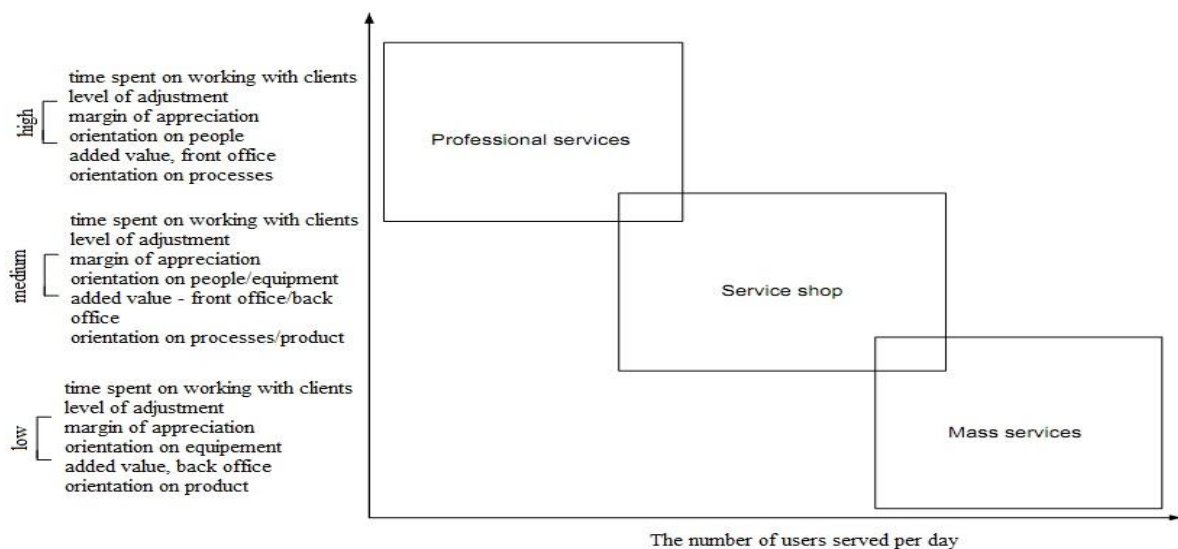 high
time spent on working with clients
level of adjustment
margin of appreciation
orientation on people
added value, front office
orientation on processes
Professional services
medium
time spent on working with clients
level of adjustment
margin of appreciation
orientation on people/equipment
added value - front office/back
office
orientation on processes/product
Service shop
low
time spent on working with clients
level of adjustment
margin of appreciation
orientation on equipement
added value, back office
orientation on product
Mass services
The number of users served per day